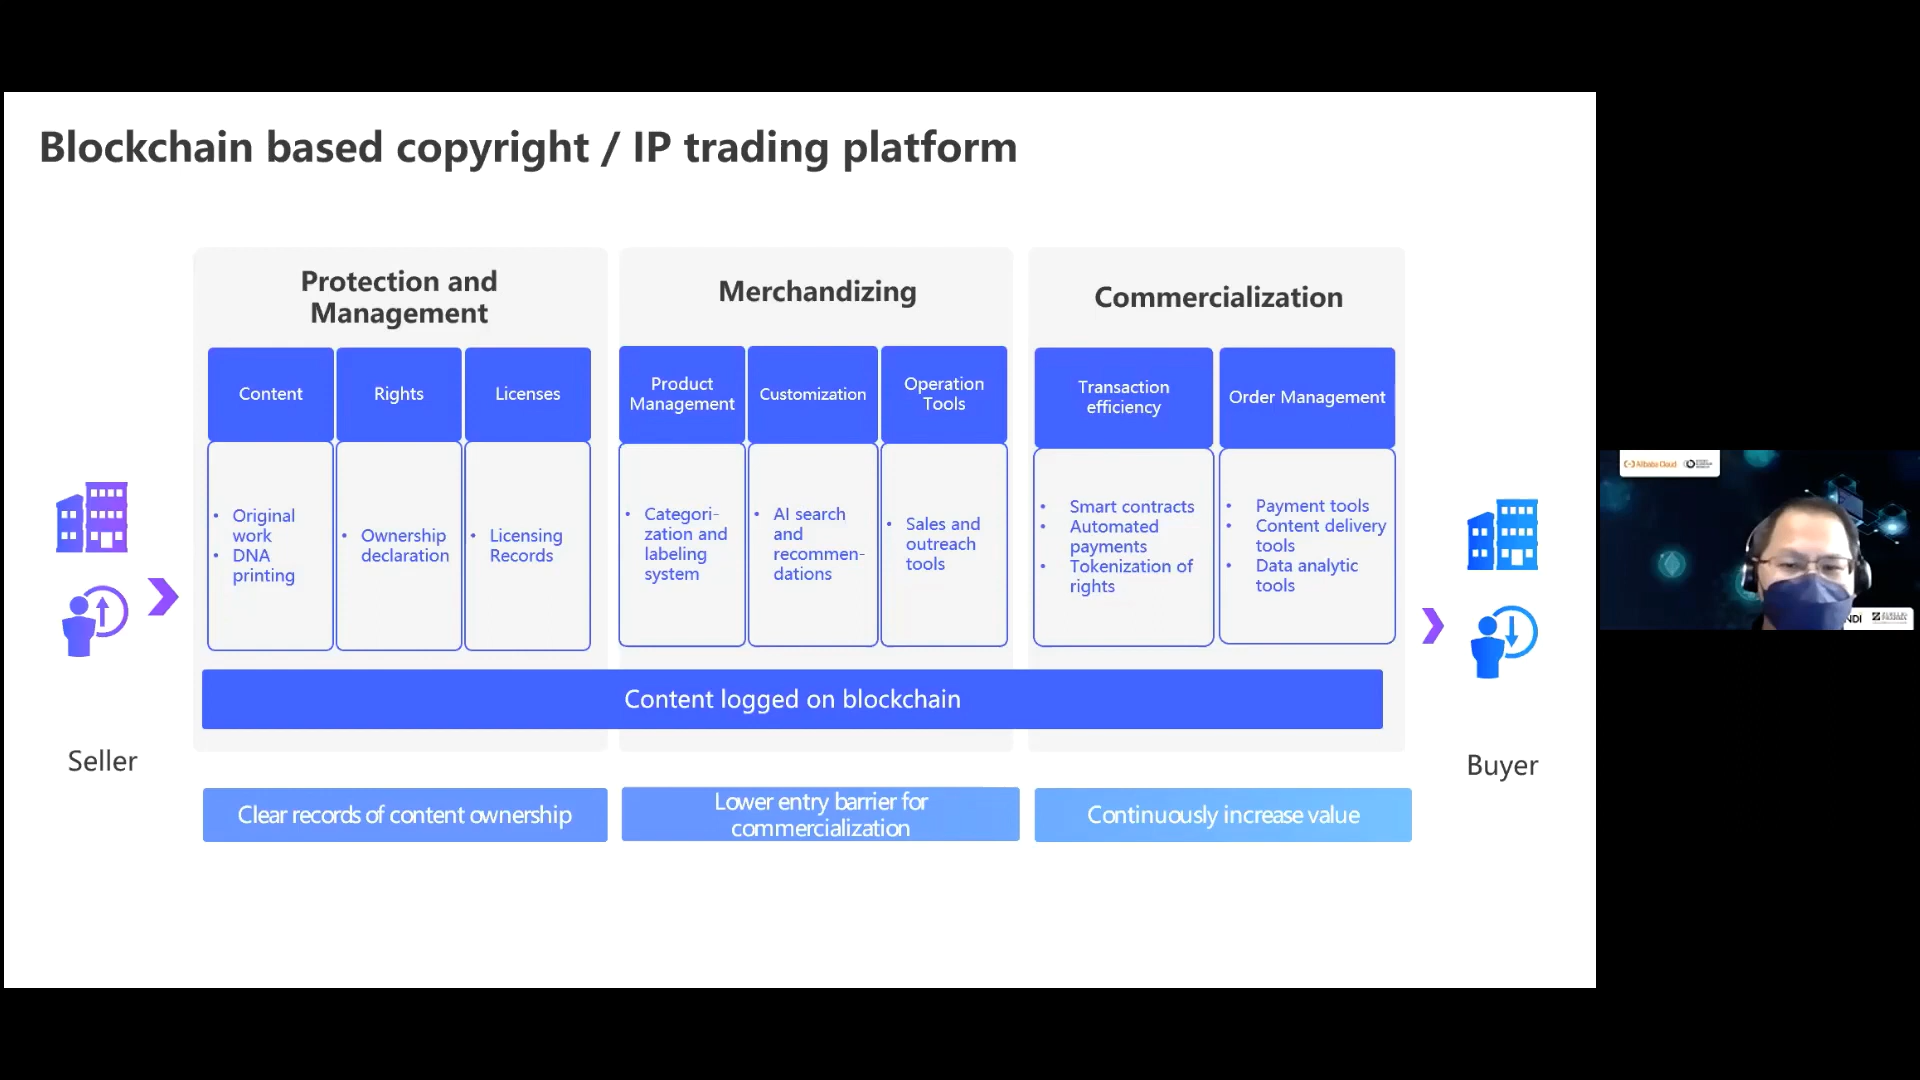 Blockchain based copyright / IP trading platform
Protection and
Management
Content
Rights
Licenses
• Original
work
• DNA
printing
• Ownership
declaration
• Licensing
Records
Merchandizing
Product
Management
Customization
Operation
Tools
• Categori-
zation and
labeling
system
• AI search
and
recommen-
dations
• Sales and
outreach
tools
Commercialization
Transaction
efficiency
Order Management
• Smart contracts
• Automated
payments
• Tokenization of
rights
• Payment tools
• Content delivery
tools
• Data analytic
tools
Content logged on blockchain
Seller
Buyer
Clear records of content ownership
Lower entry barrier for
commercialization
Continuously increase value
Alibaba Cloud
NDI